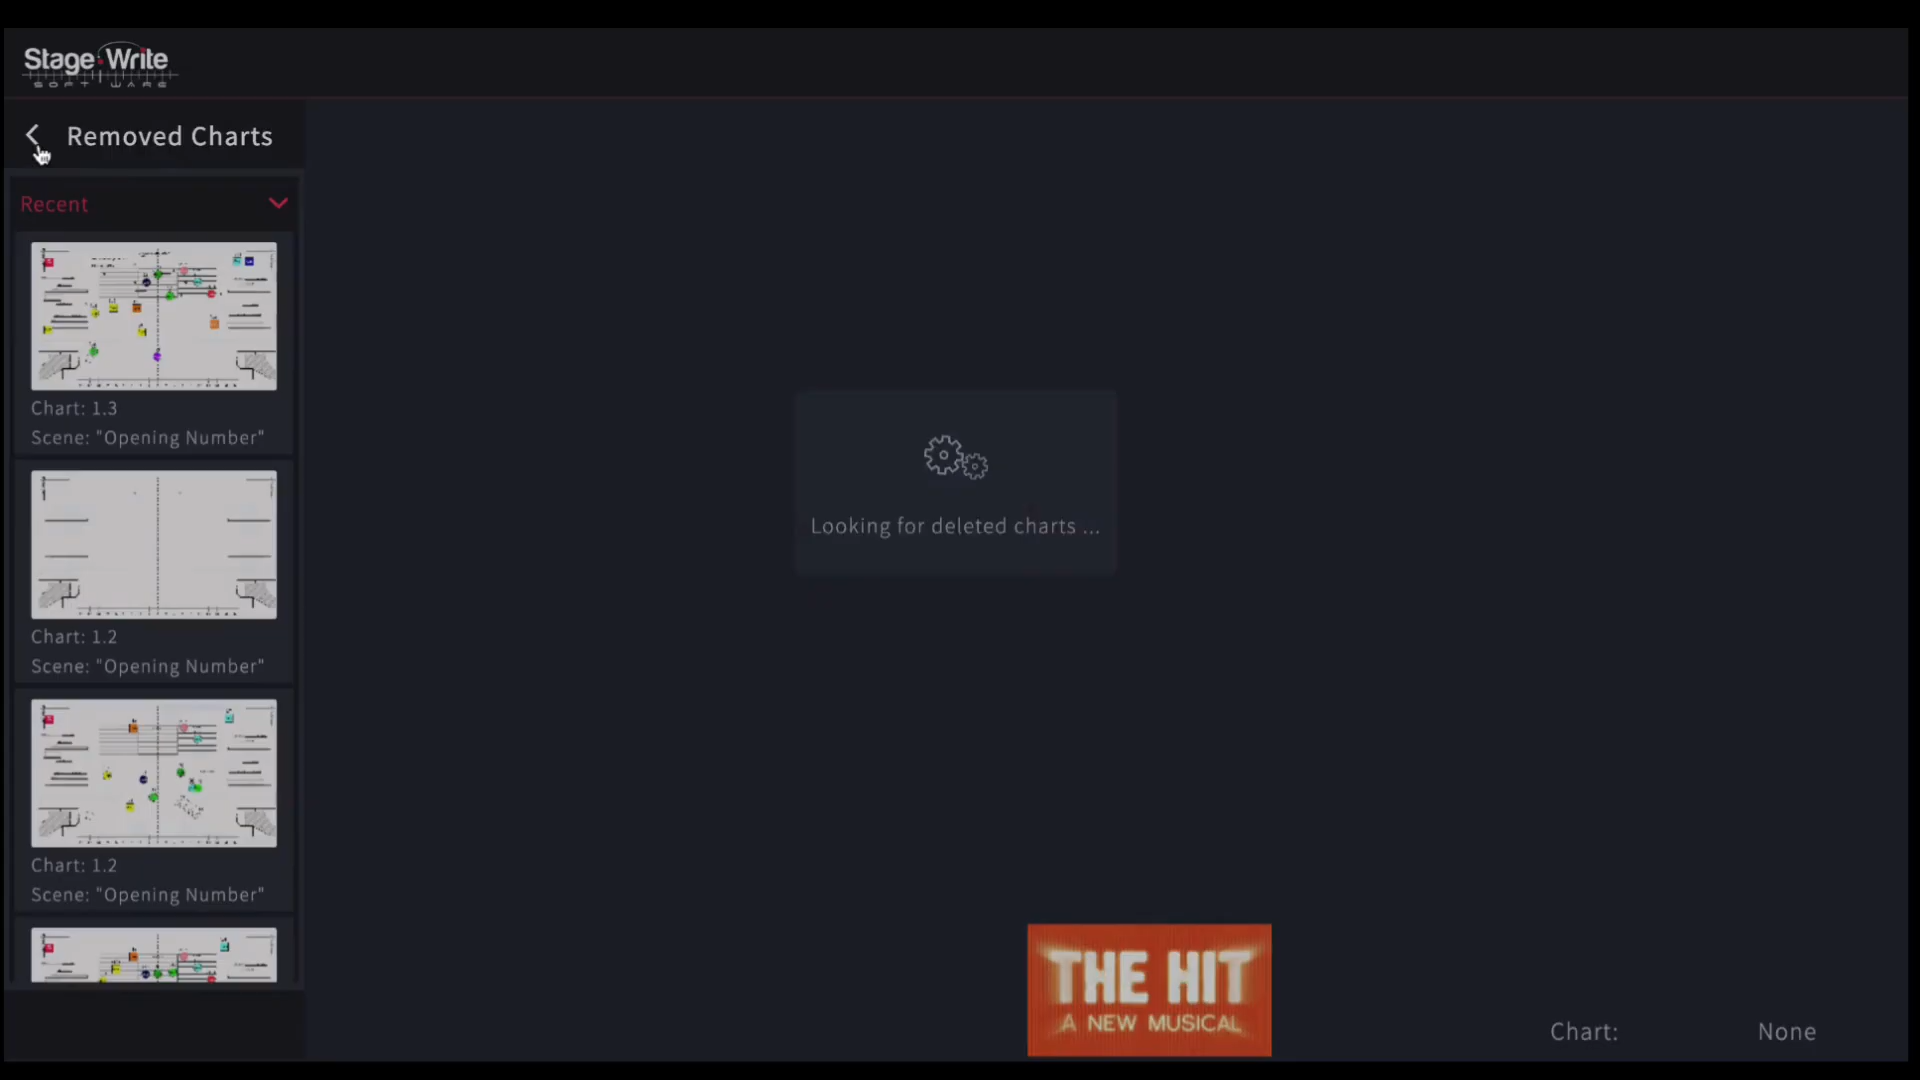 Stage Write
SOFTWARE
Removed Charts
Recent
Chart: 1.3
Scene: "Opening Number"
Chart: 1.2
Scene: "Opening Number"
Chart: 1.2
Scene: "Opening Number"
Looking for deleted charts ...
THE HIT
A NEW MUSICAL
Chart: None